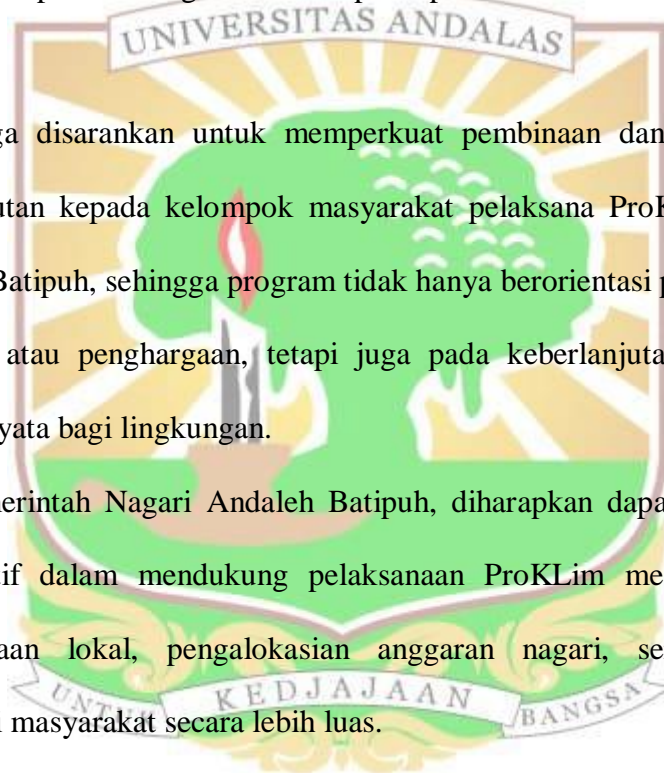 UNIVERSITAS ANDALAS
ga disarankan untuk memperkuat pembinaan dan
utan kepada kelompok masyarakat pelaksana ProK
Batipuh, sehingga program tidak hanya berorientasi p
atau penghargaan, tetapi juga pada keberlanjuta
yata bagi lingkungan.
merintah Nagari Andaleh Batipuh, diharapkan dapa
if dalam mendukung pelaksanaan ProKLim me
aan lokal, pengalokasian anggaran nagari, se
i masyarakat secara lebih luas.
UNTUK KEDJAJAAN BANGSA